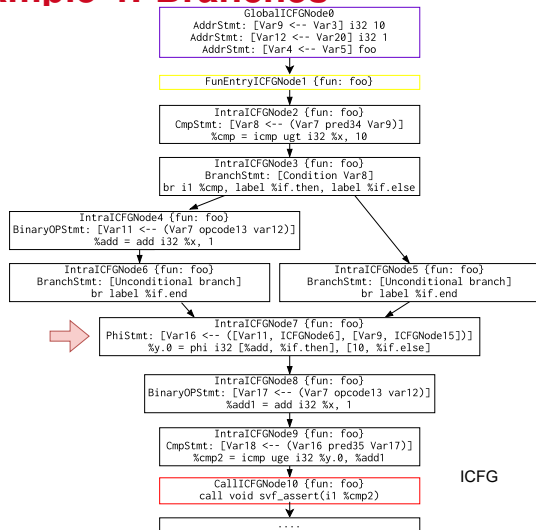 GlobalICFGNode0
AddrStmt: [Var9 <-- Var3] i32 10
AddrStmt: [Var12 <-- Var20] i32 1
AddrStmt: [Var4 <-- Var5] foo
FunEntryICFGNode1 {fun: foo}
IntraICFGNode2 {fun: foo}
CmpStmt: [Var8 <-- (Var7 pred34 Var9)]
%cmp = icmp ugt i32 %x, 10
IntraICFGNode3 {fun: foo}
BranchStmt: [Condition Var8]
br i1 %cmp, label %if.then, label %if.else
IntraICFGNode4 {fun: foo}
BinaryOPStmt: [Var11 <-- (Var7 opcode13 var12)]
%add = add i32 %x, 1
IntraICFGNode6 {fun: foo}
BranchStmt: [Unconditional branch]
br label %if.end
IntraICFGNode5 {fun: foo}
BranchStmt: [Unconditional branch]
br label %if.end
IntraICFGNode7 {fun: foo}
PhiStmt: [Var16 <-- ([Var11, ICFGNode6], [Var9, ICFGNode15])]
%y.0 = phi i32 [%add, %if.then], [10, %if.else]
IntraICFGNode8 {fun: foo}
BinaryOPStmt: [Var17 <-- (Var7 opcode13 var12)]
%add1 = add i32 %x, 1
IntraICFGNode9 {fun: foo}
CmpStmt: [Var18 <-- (Var16 pred35 Var17)]
%cmp2 = icmp uge i32 %y.0, %add1
ICFG
CallICFGNode10 {fun: foo}
call void svf_assert(i1 %cmp2)
....